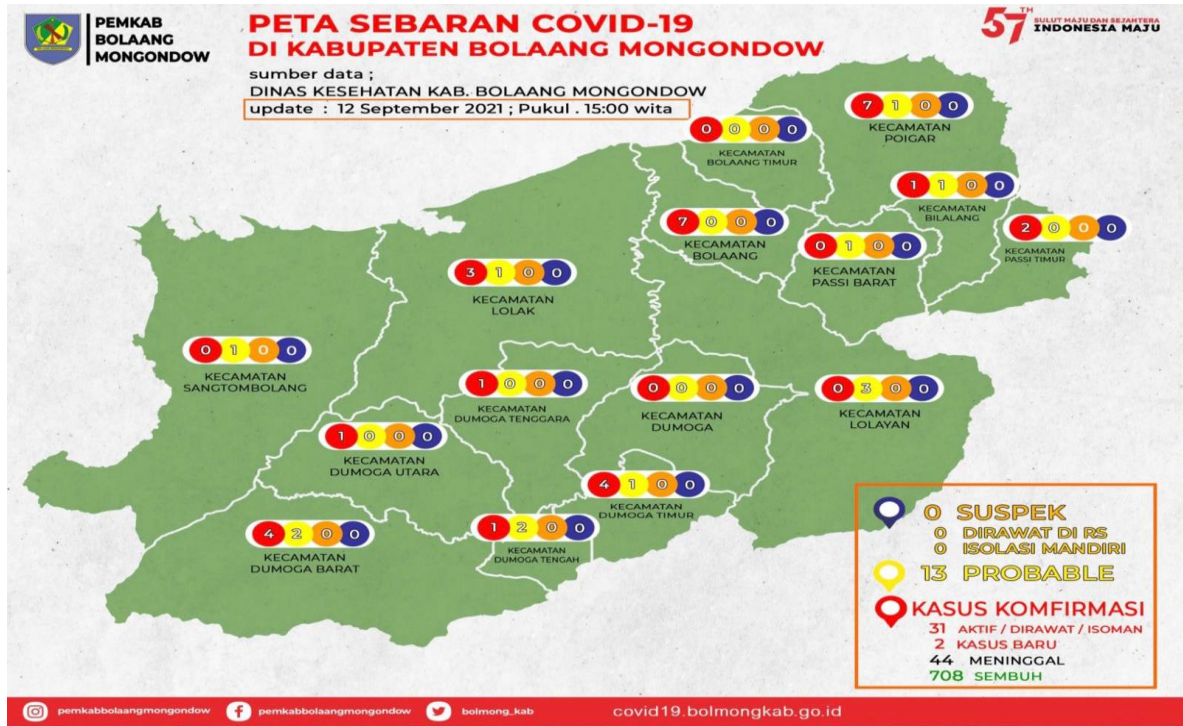 PEMKAB
BOLAANG
MONGONDOW
PETA SEBARAN COVID-19
DI KABUPATEN BOLAANG MONGONDOW
sumber data ;
DINAS KESEHATAN KAB. BOLAANG MONGONDOW
update : 12 September 2021 ; Pukul . 15:00 wita
57TH
SULUT MAJU DAN SEJAHTERA
INDONESIA MAJU
7 1 0 0
KECAMATAN
POIGAR
0 0 0 0
KECAMATAN
BOLAANG TIMUR
1 1 0 0
KECAMATAN
BILALANG
7 0 0 0
KECAMATAN
BOLAANG
2 0 0 0
KECAMATAN
PASSI TIMUR
0 1 0 0
KECAMATAN
PASSI BARAT
3 1 0 0
KECAMATAN
LOLAK
0 1 0 0
KECAMATAN
SANGTOMBOLANG
1 0 0 0
KECAMATAN
DUMOGA TENGGARA
0 0 0 0
KECAMATAN
DUMOGA
0 3 0 0
KECAMATAN
LOLAYAN
1 0 0 0
KECAMATAN
DUMOGA UTARA
4 1 0 0
KECAMATAN
DUMOGA TIMUR
4 2 0 0
KECAMATAN
DUMOGA BARAT
1 2 0 0
KECAMATAN
DUMOGA TENGAH
0 SUSPEK
0 DIRAWAT DI RS
0 ISOLASI MANDIRI
13 PROBABLE
KASUS KOMFIRMASI
31 AKTIF / DIRAWAT / ISOMAN
2 KASUS BARU
44 MENINGGAL
708 SEMBUH
pemkabbolaangmongondow
pemkabbolaangmongondow
bolmong_kab
covid19.bolmongkab.go.id